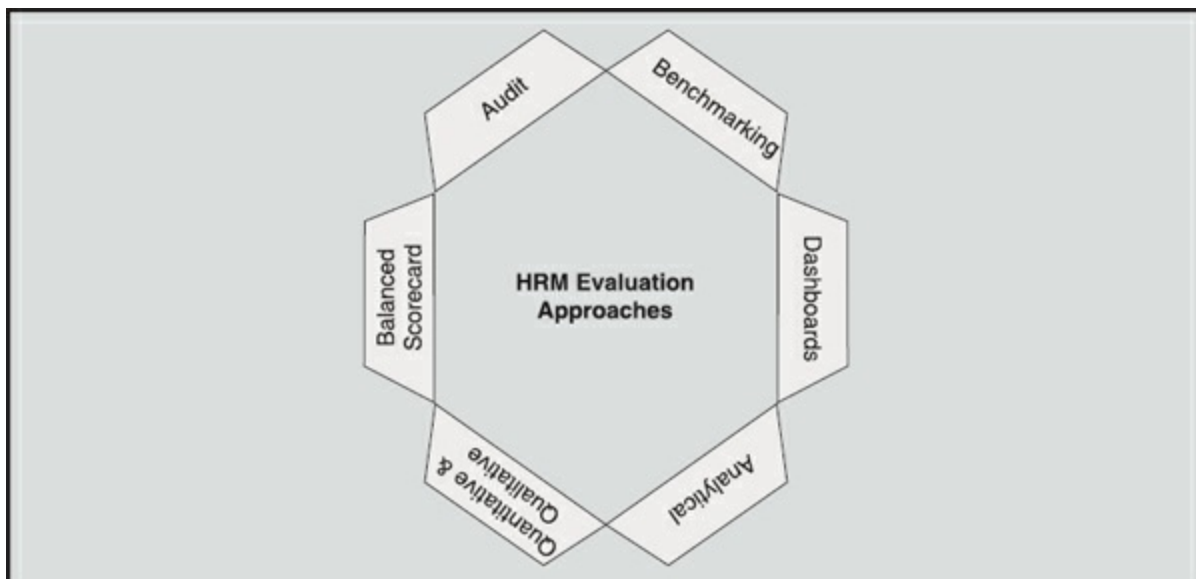 Audit
Benchmarking
Balanced
Scorecard
HRM Evaluation
Approaches
Dashboards
Quantitative &
Qualitative
Analytical